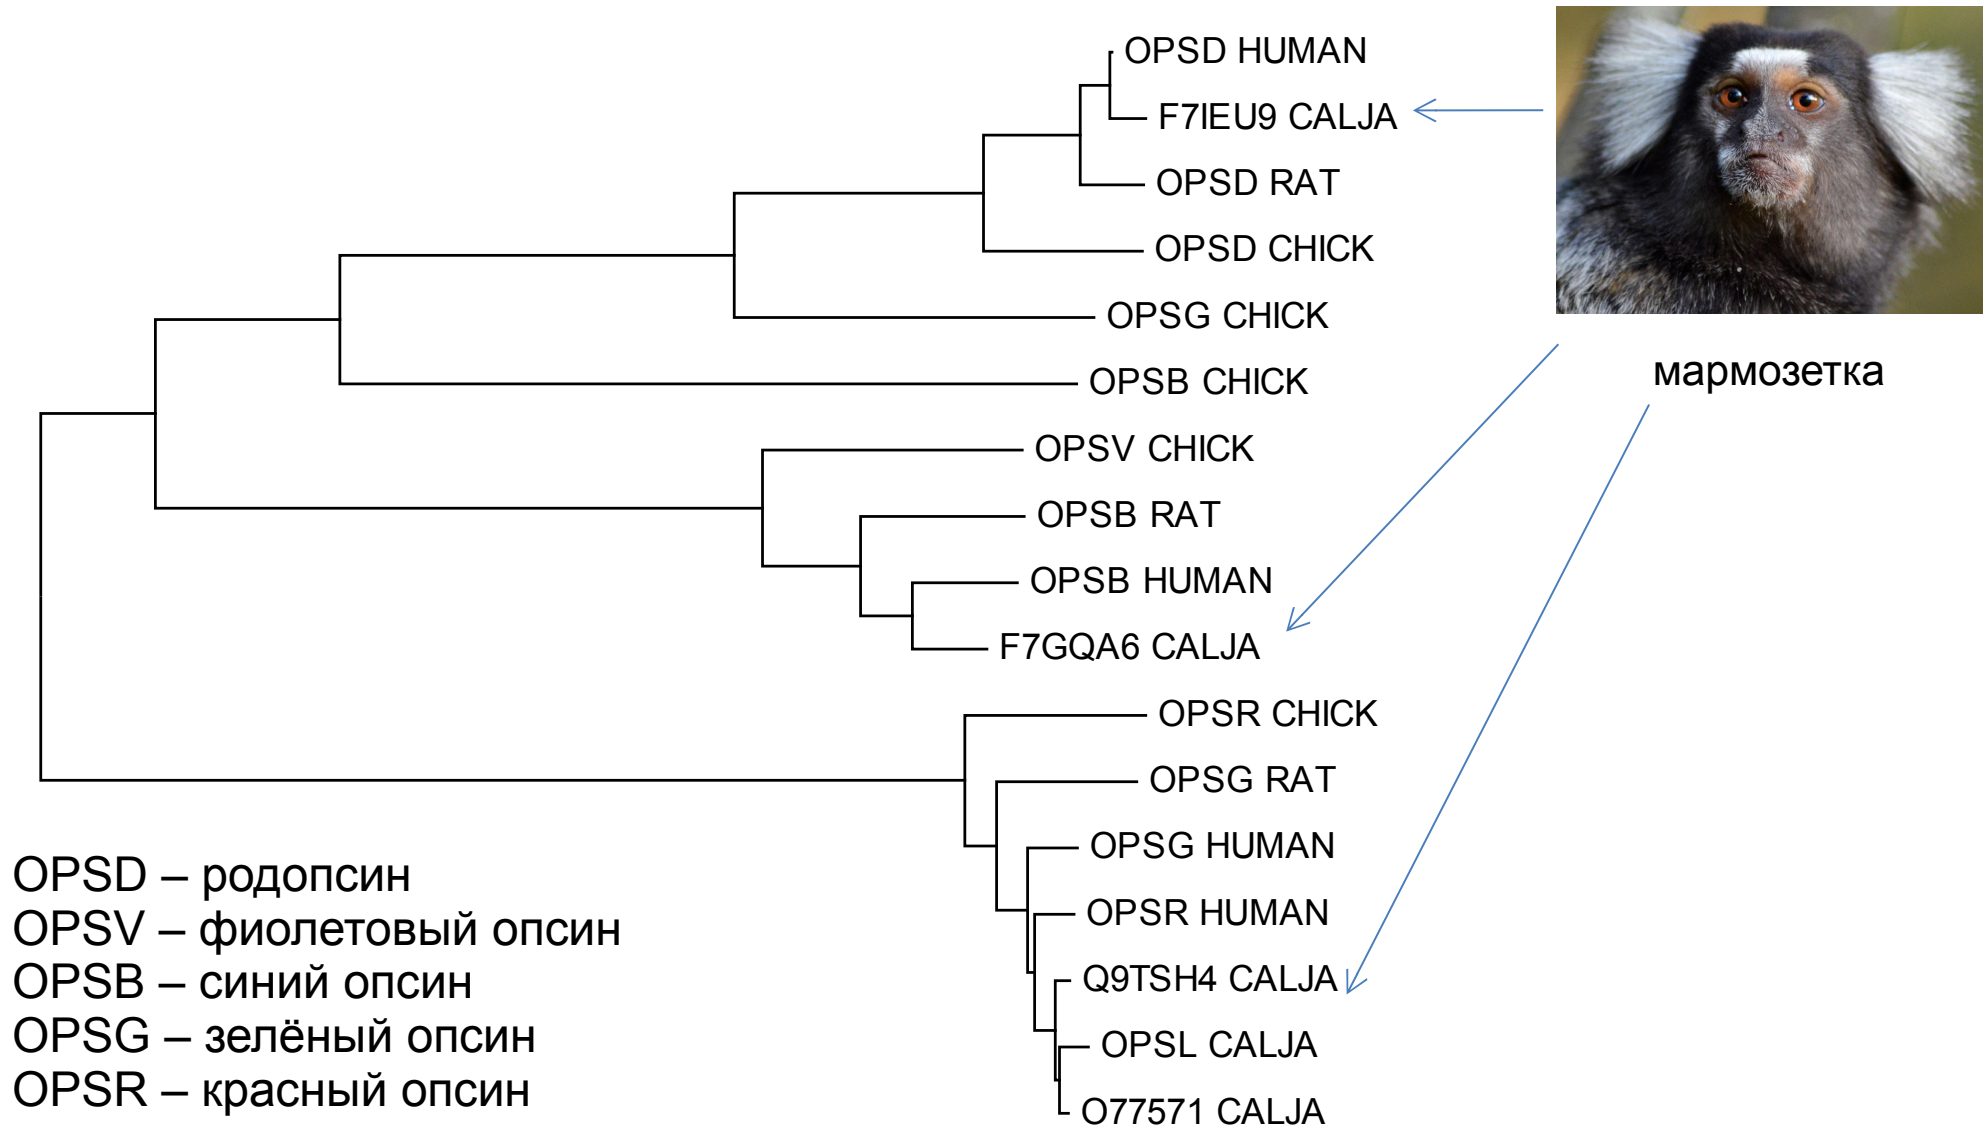 OPSD HUMAN
F7IEU9 CALJA
OPSD RAT
OPSD CHICK
OPSG CHICK
OPSB CHICK
OPSV CHICK
OPSB RAT
OPSB HUMAN
F7GQA6 CALJA
OPSR CHICK
OPSG RAT
OPSG HUMAN
OPSR HUMAN
Q9TSH4 CALJA
OPSL CALJA
O77571 CALJA
мармозетка
OPSD – родопсин
OPSV – фиолетовый опсин
OPSB – синий опсин
OPSG – зелёный опсин
OPSR – красный опсин